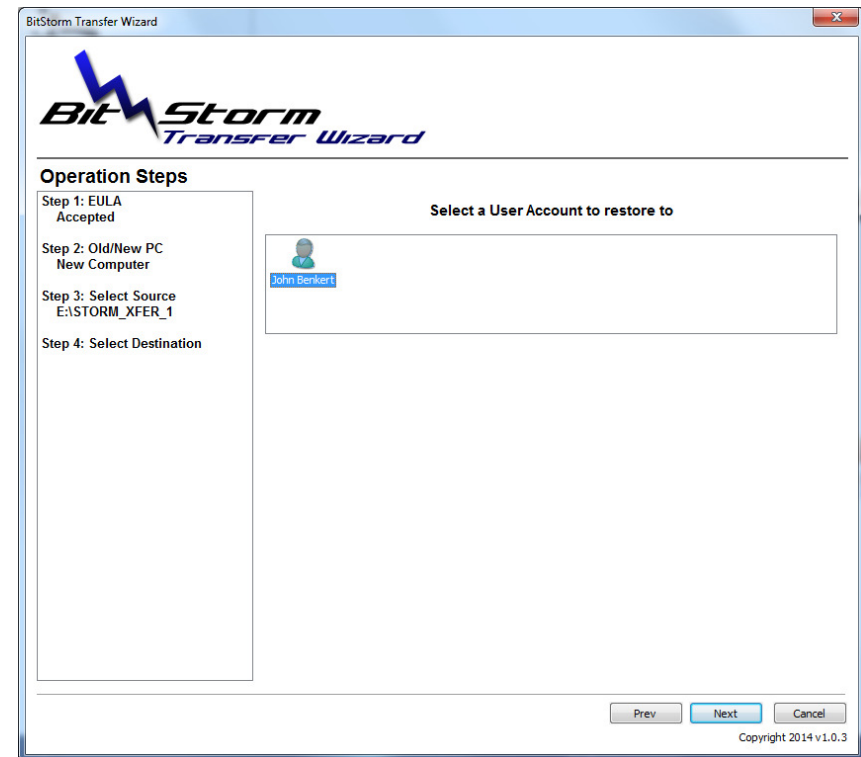 BitStorm Transfer Wizard
Bit Storm
Transfer Wizard
Operation Steps
Step 1: EULA
Accepted
Step 2: Old/New PC
New Computer
Step 3: Select Source
E:\STORM_XFER_1
Step 4: Select Destination
Select a User Account to restore to
John Benkert
Prev
Next
Cancel
Copyright 2014 v1.0.3